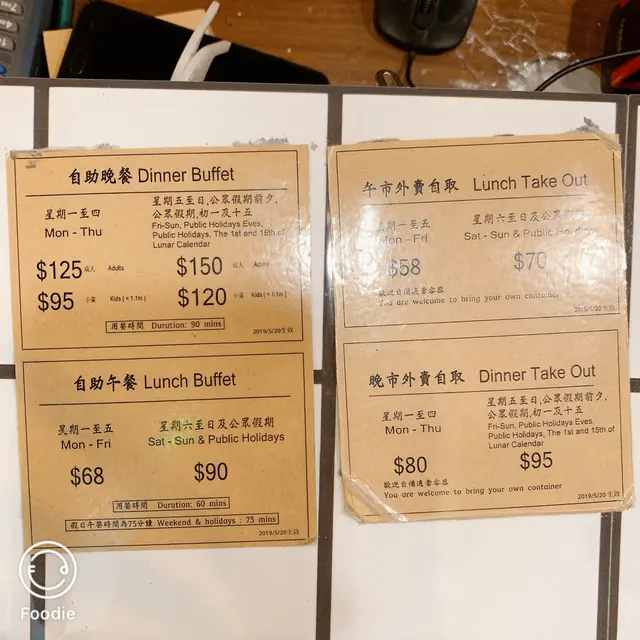 自助晚餐 Dinner Buffet
星期一至四
Mon - Thu
星期五至日,公眾假期前夕,
公眾假期,初一及十五
Fri-Sun, Public Holidays Eves,
Public Holidays, The 1st and 15th of
Lunar Calendar
$125 成人 Adults
$150 成人 Adults
$95 小童 Kids ( < 1.1m )
$120 小童 Kids ( < 1.1m )
用餐時間 Duration: 90 mins
2019/5/20生效
自助午餐 Lunch Buffet
星期一至五
Mon - Fri
星期六至日及公眾假期
Sat - Sun & Public Holidays
$68
$90
用餐時間 Duration: 60 mins
假日午餐時間為75分鐘 Weekend & holidays : 75 mins
2019/5/20生效
午市外賣自取 Lunch Take Out
星期一至五
Mon - Fri
星期六至日及公眾假期
Sat - Sun & Public Holidays
$58
$70
歡迎自備適當容器
You are welcome to bring your own container
2019/5/20生效
晚市外賣自取 Dinner Take Out
星期一至四
Mon - Thu
星期五至日,公眾假期前夕,
公眾假期,初一及十五
Fri-Sun, Public Holidays Eves,
Public Holidays, The 1st and 15th of
Lunar Calendar
$80
$95
歡迎自備適當容器
You are welcome to bring your own container
2019/5/20生效
Foodie